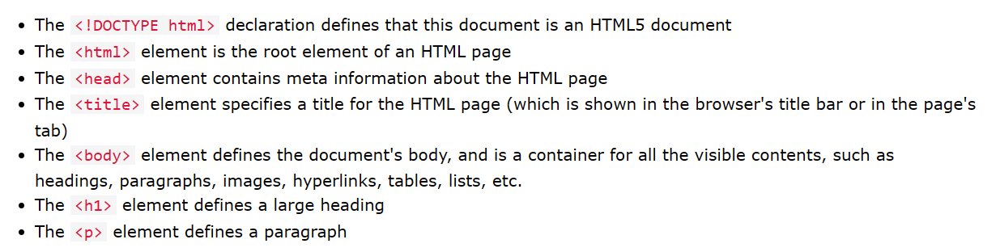 • The <!DOCTYPE html> declaration defines that this document is an HTML5 document
• The <html> element is the root element of an HTML page
• The <head> element contains meta information about the HTML page
• The <title> element specifies a title for the HTML page (which is shown in the browser's title bar or in the page's
tab)
• The <body> element defines the document's body, and is a container for all the visible contents, such as
headings, paragraphs, images, hyperlinks, tables, lists, etc.
• The <h1> element defines a large heading
• The <p> element defines a paragraph